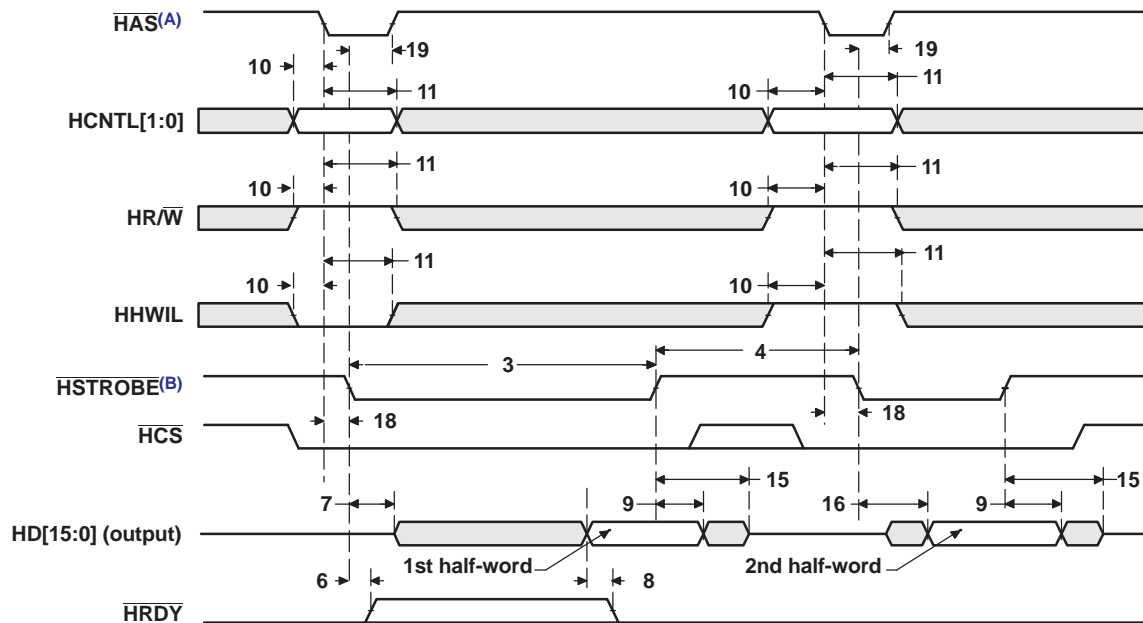 HAS(A)
19
19
10
11
10
11
HCNTL[1:0]
11
11
10
10
HR/W
11
11
10
10
HHWIL
3
4
HSTROBE(B)
18
18
HCS
15
15
7
9
16
9
HD[15:0] (output)
1st half-word
2nd half-word
6
8
HRDY